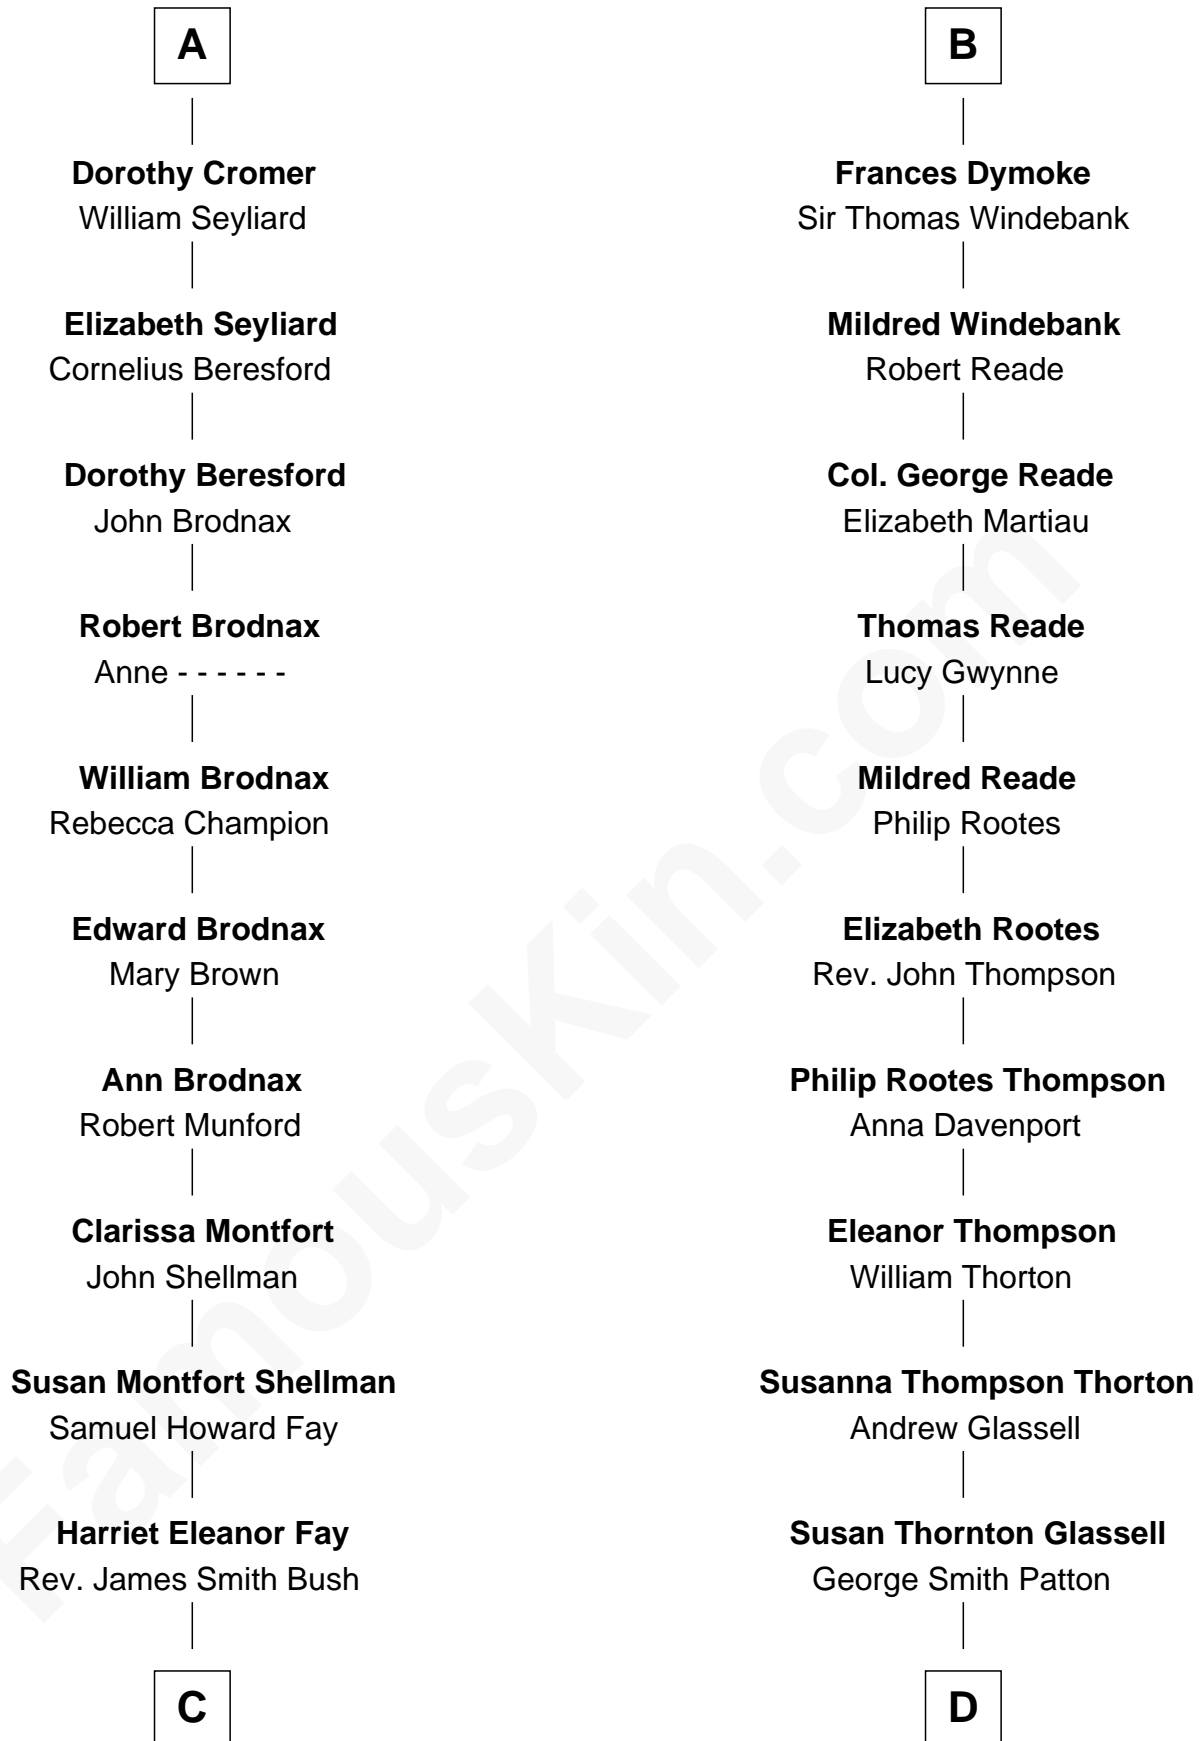 A
Dorothy Cromer
William Seyliard
Elizabeth Seyliard
Cornelius Beresford
Dorothy Beresford
John Brodnax
Robert Brodnax
Anne - - - - - -
William Brodnax
Rebecca Champion
Edward Brodnax
Mary Brown
Ann Brodnax
Robert Munford
Clarissa Montfort
John Shellman
Susan Montfort Shellman
Samuel Howard Fay
Harriet Eleanor Fay
Rev. James Smith Bush
C
B
Frances Dymoke
Sir Thomas Windebank
Mildred Windebank
Robert Reade
Col. George Reade
Elizabeth Martiau
Thomas Reade
Lucy Gwynne
Mildred Reade
Philip Rootes
Elizabeth Rootes
Rev. John Thompson
Philip Rootes Thompson
Anna Davenport
Eleanor Thompson
William Thorton
Susanna Thompson Thorton
Andrew Glassell
Susan Thornton Glassell
George Smith Patton
D
FamousKin.com